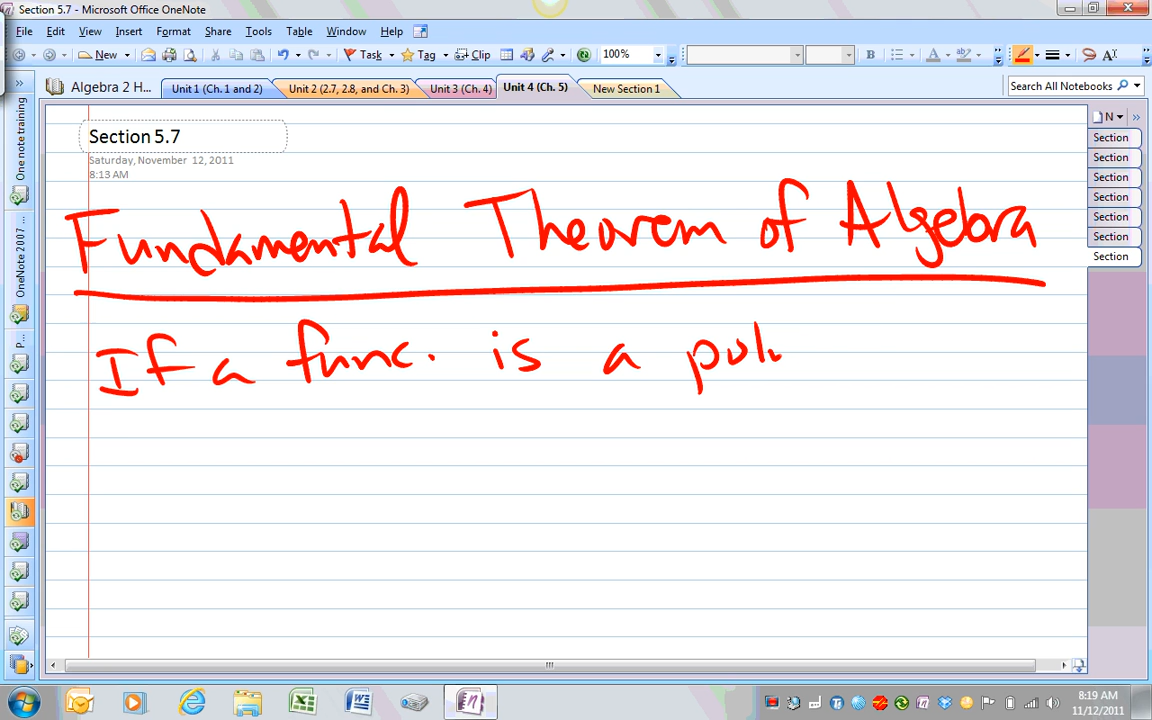 Section 5.7 - Microsoft Office OneNote
File Edit View Insert Format Share Tools Table Window Help
New Task Tag Clip 100% B A ab A
Algebra 2 H... Unit 1 (Ch. 1 and 2) Unit 2 (2.7, 2.8, and Ch. 3) Unit 3 (Ch. 4) Unit 4 (Ch. 5) New Section 1 Search All Notebooks
One note training
OneNote 2007 ...
P...
Section 5.7
Saturday, November 12, 2011
8:13 AM
Fundamental Theorem of Algebra
If a func. is a pol
N
Section
Section
Section
Section
Section
Section
Section
8:19 AM
11/12/2011